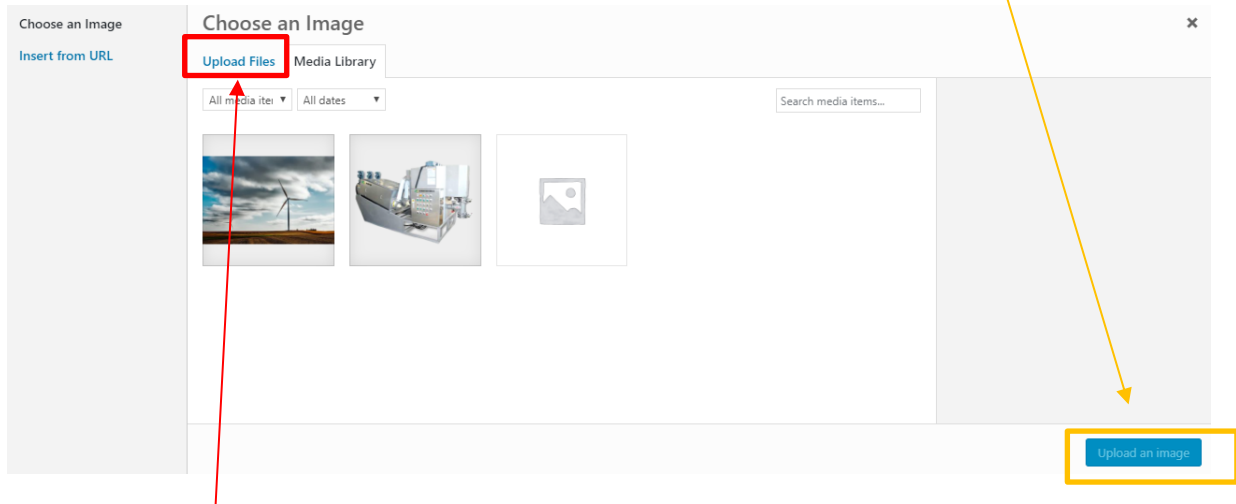 Choose an Image
Insert from URL
Choose an Image
Upload Files
Media Library
All media iter
All dates
Search media items...
Upload an image